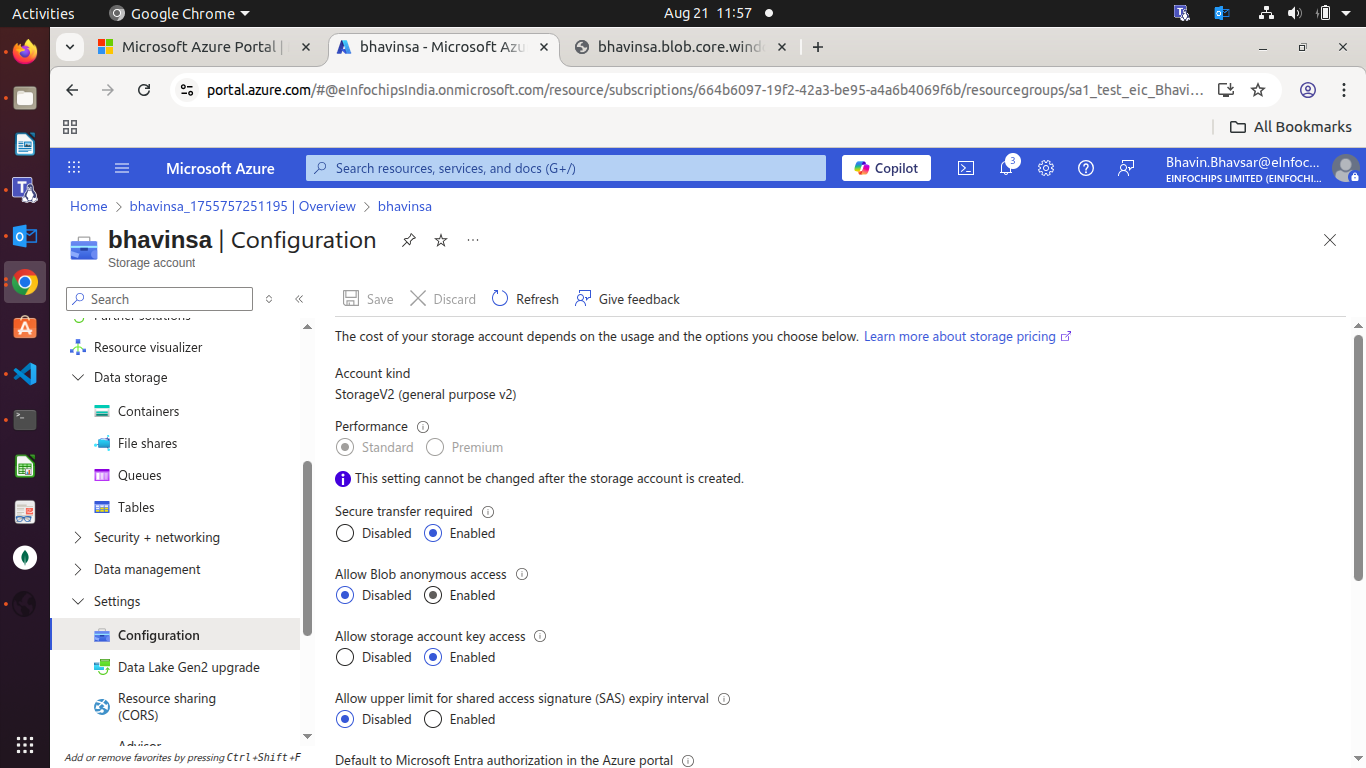 Activities
Google Chrome
Aug 21 11:57
Microsoft Azure Portal |
bhavinsa - Microsoft Azu
bhavinsa.blob.core.wind
portal.azure.com/#@eInfochipsIndia.onmicrosoft.com/resource/subscriptions/664b6097-19f2-42a3-be95-a4a6b4069f6b/resourcegroups/sa1_test_eic_Bhavi...
All Bookmarks
Microsoft Azure
Search resources, services, and docs (G+/)
Copilot
3
Bhavin.Bhavsar@eInfoc...
EINFOCHIPS LIMITED (EINFOCHI...
Home > bhavinsa_1755757251195 | Overview > bhavinsa
bhavinsa | Configuration
Storage account
Search
Save
Discard
Refresh
Give feedback
Partner solutions
Resource visualizer
Data storage
Containers
File shares
Queues
Tables
Security + networking
Data management
Settings
Configuration
Data Lake Gen2 upgrade
Resource sharing
(CORS)
Advisor
Add or remove favorites by pressing Ctrl+Shift+F
The cost of your storage account depends on the usage and the options you choose below. Learn more about storage pricing
Account kind
StorageV2 (general purpose v2)
Performance
Standard Premium
This setting cannot be changed after the storage account is created.
Secure transfer required
Disabled Enabled
Allow Blob anonymous access
Disabled Enabled
Allow storage account key access
Disabled Enabled
Allow upper limit for shared access signature (SAS) expiry interval
Disabled Enabled
Default to Microsoft Entra authorization in the Azure portal